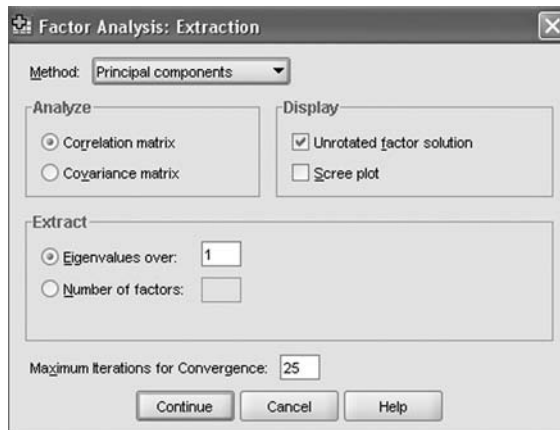 Factor Analysis: Extraction
Method: Principal components
Analyze
Correlation matrix
Covariance matrix
Display
Unrotated factor solution
Scree plot
Extract
Eigenvalues over: 1
Number of factors:
Maximum Iterations for Convergence: 25
Continue Cancel Help